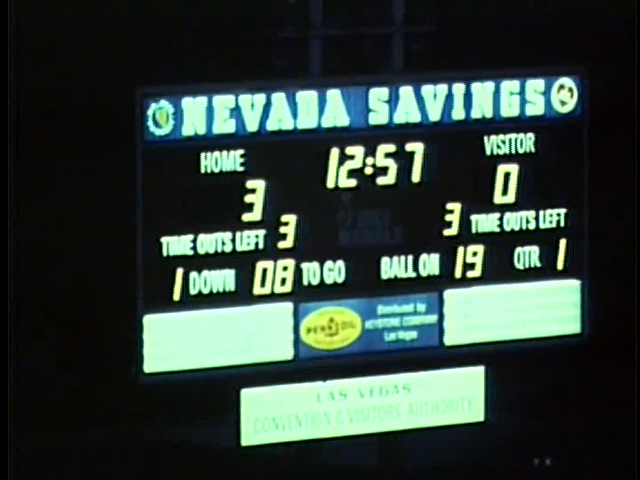 NEVADA SAVINGS
HOME 12:57 VISITOR
3 0
TIME OUTS LEFT 3 3 TIME OUTS LEFT
1 DOWN 08 TO GO BALL ON 19 QTR 1
PENNZOIL
Distributed by
KEYSTONE COMPANY
Las Vegas
LAS VEGAS
CONVENTION & VISITORS AUTHORITY